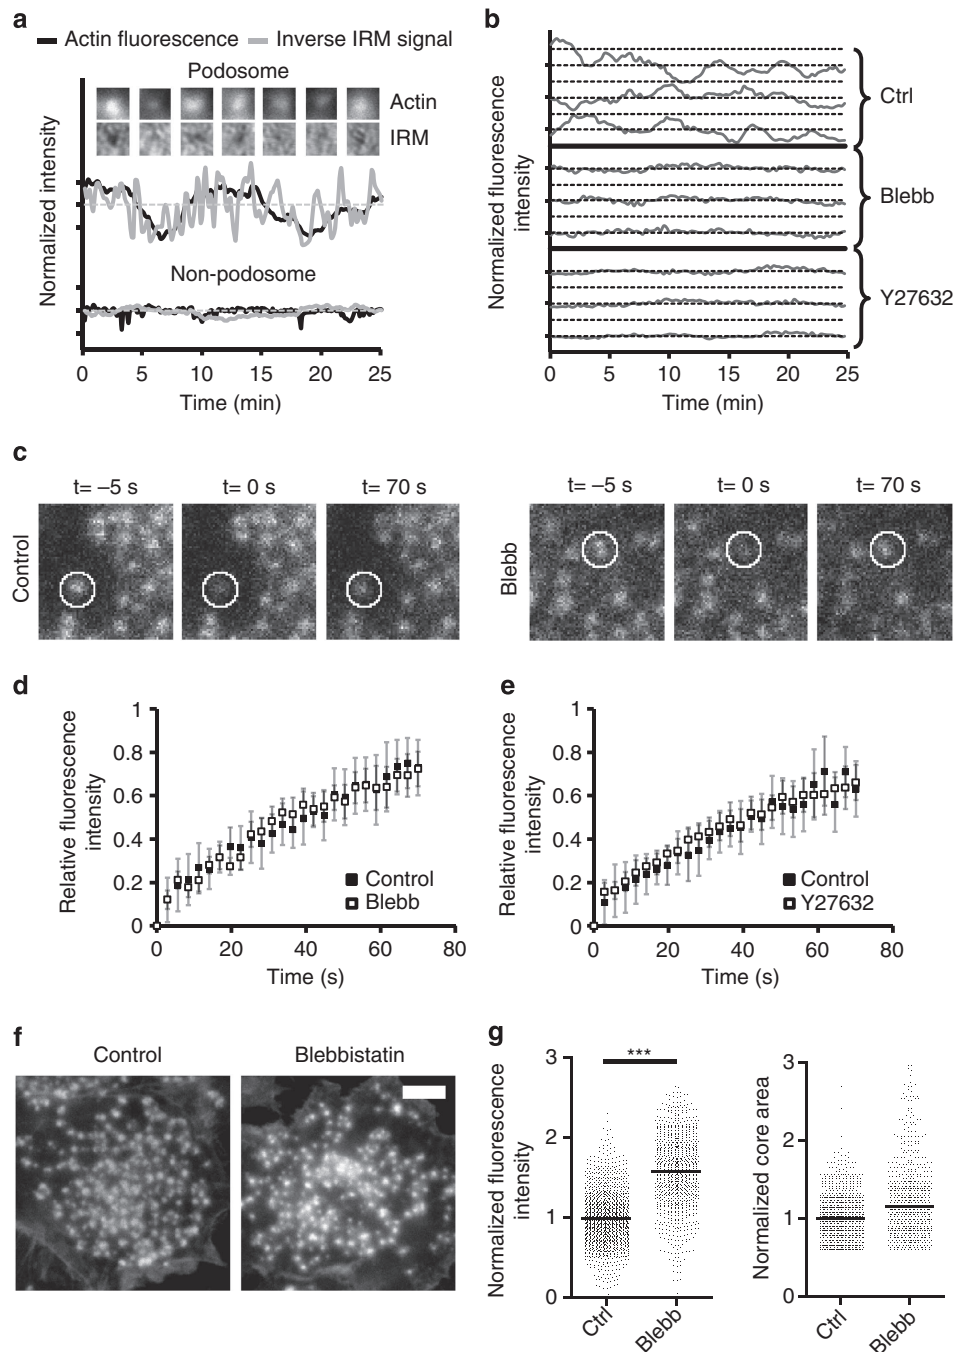 a
Actin fluorescence
Inverse IRM signal
Podosome
Actin
IRM
Normalized intensity
Non-podosome
0 5 10 15 20 25
Time (min)
b
Normalized fluorescence
intensity
Ctrl
Blebb
Y27632
0 5 10 15 20 25
Time (min)
c
Control
t= –5 s
t= 0 s
t= 70 s
Blebb
t= –5 s
t= 0 s
t= 70 s
d
Relative fluorescence
intensity
1
0.8
0.6
0.4
0.2
0
Control
Blebb
0 20 40 60 80
Time (s)
e
Relative fluorescence
intensity
1
0.8
0.6
0.4
0.2
0
Control
Y27632
0 20 40 60 80
Time (s)
f
Control
Blebbistatin
g
Normalized fluorescence
intensity
3
2
1
0
***
Ctrl
Blebb
Normalized core area
3
2
1
0
Ctrl
Blebb